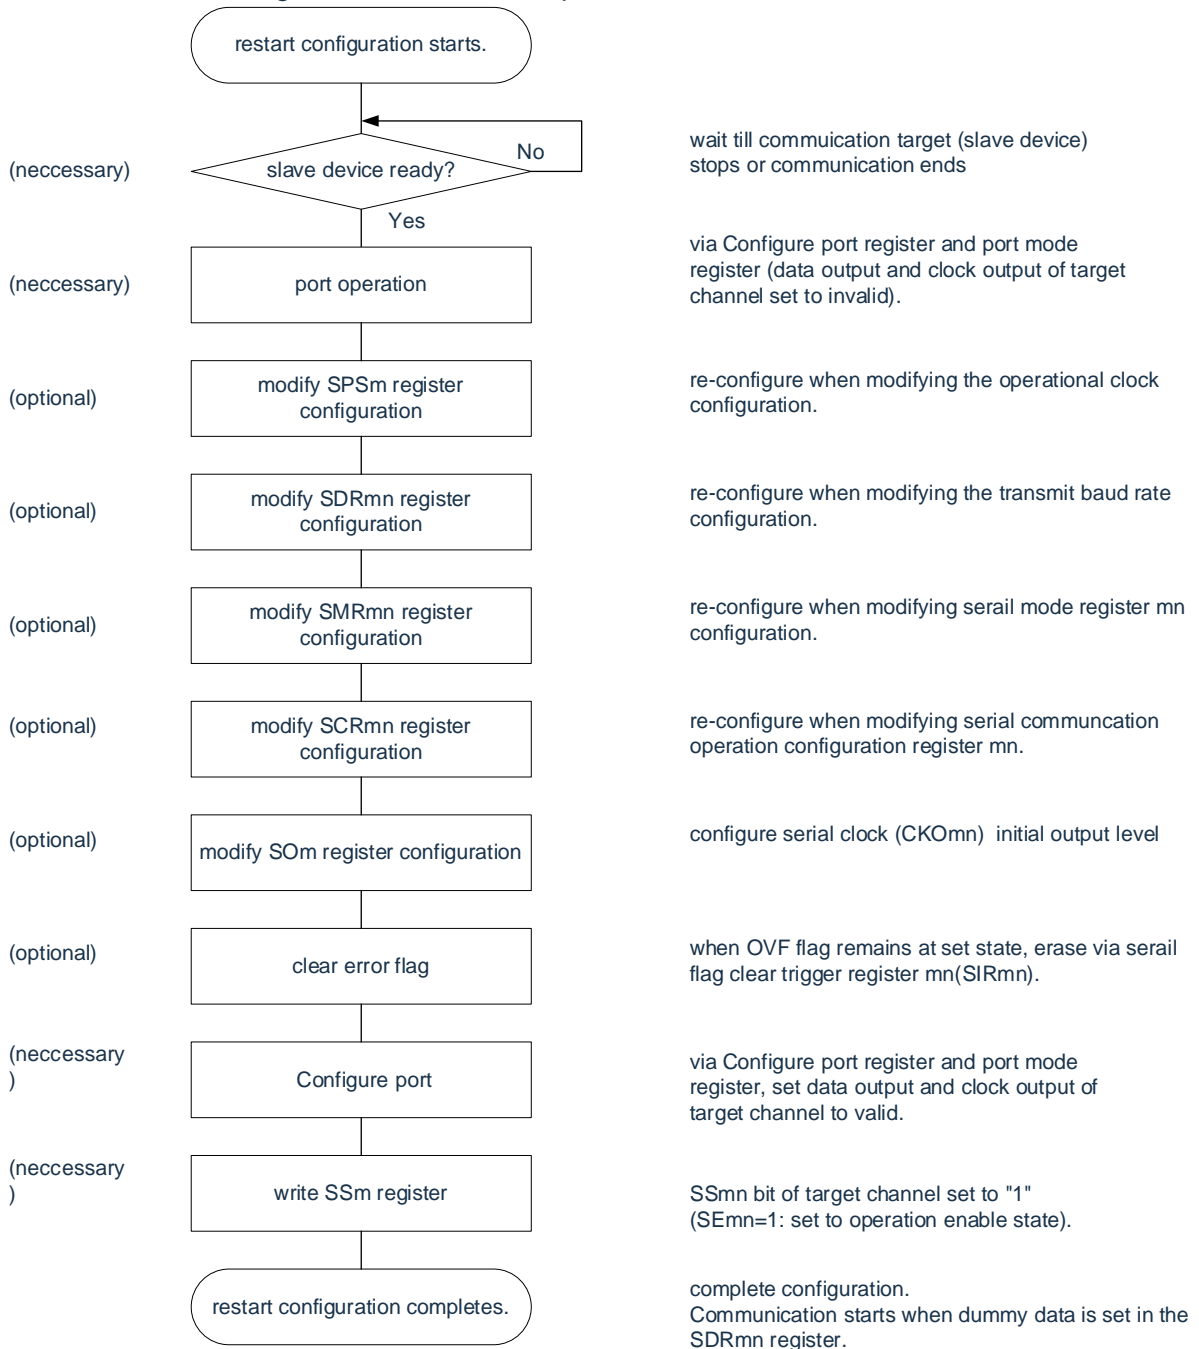 restart configuration starts.
No
wait till commuication target (slave device)
stops or communication ends
(neccessary)
slave device ready?
Yes
via Configure port register and port mode
register (data output and clock output of target
channel set to invalid).
(neccessary)
port operation
(optional)
modify SPSm register
configuration
re-configure when modifying the operational clock
configuration.
(optional)
modify SDRmn register
configuration
re-configure when modifying the transmit baud rate
configuration.
(optional)
modify SMRmn register
configuration
re-configure when modifying serail mode register mn
configuration.
(optional)
modify SCRmn register
configuration
re-configure when modifying serial communcation
operation configuration register mn.
(optional)
modify SOm register configuration
configure serial clock (CKOmn)  initial output level
(optional)
clear error flag
when OVF flag remains at set state, erase via serail
flag clear trigger register mn(SIRmn).
(neccessary
)
Configure port
via Configure port register and port mode
register, set data output and clock output of
target channel to valid.
(neccessary
)
write SSm register
SSmn bit of target channel set to "1"
(SEmn=1: set to operation enable state).
restart configuration completes.
complete configuration.
Communication starts when dummy data is set in the
SDRmn register.